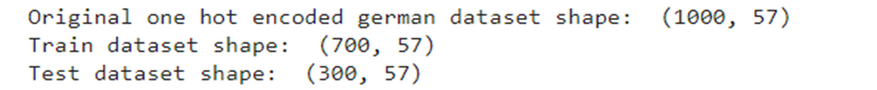 Original one hot encoded german dataset shape:  (1000, 57)
Train dataset shape:  (700, 57)
Test dataset shape:  (300, 57)